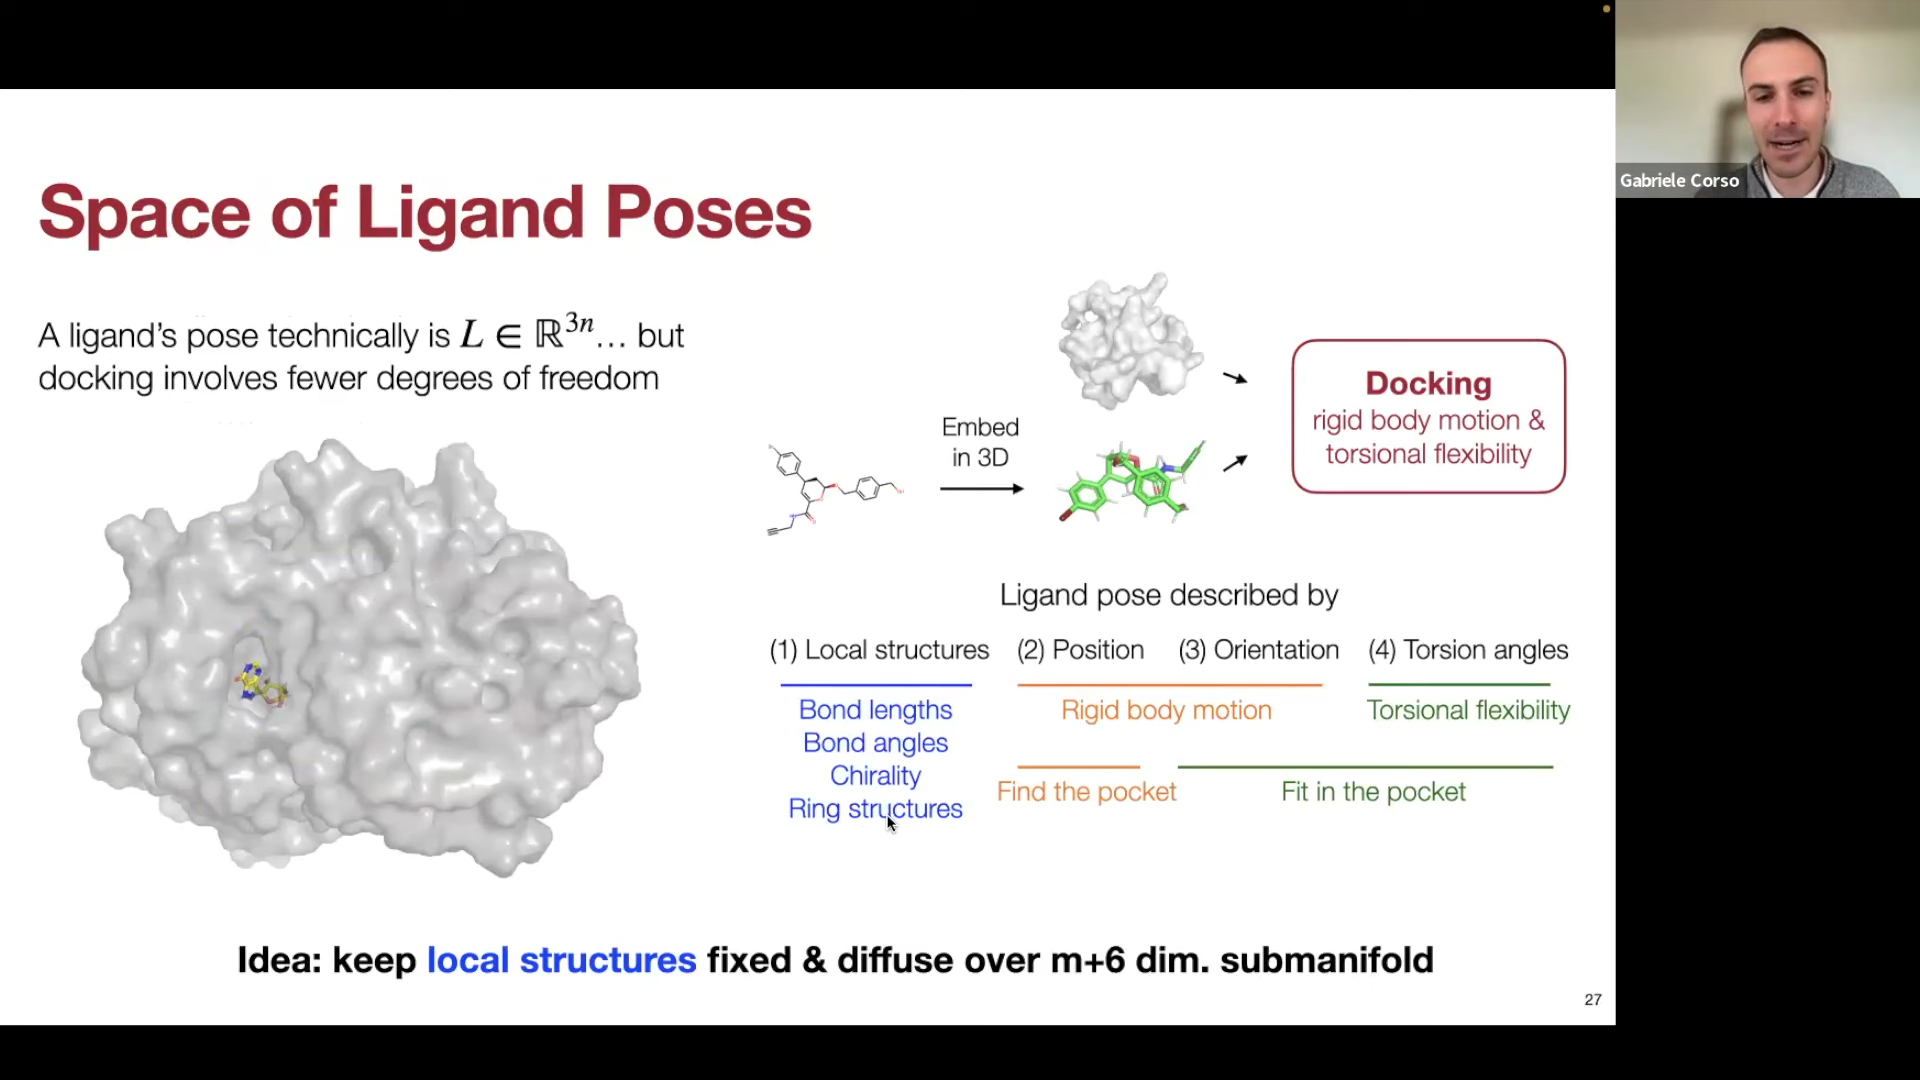 Gabriele Corso
Space of Ligand Poses
A ligand's pose technically is L ∈ ℝ³ⁿ… but
docking involves fewer degrees of freedom
Embed
in 3D
Docking
rigid body motion &
torsional flexibility
Ligand pose described by
(1) Local structures (2) Position (3) Orientation (4) Torsion angles
Bond lengths
Bond angles
Chirality
Ring structures
Rigid body motion
Torsional flexibility
Find the pocket
Fit in the pocket
Idea: keep local structures fixed & diffuse over m+6 dim. submanifold
27